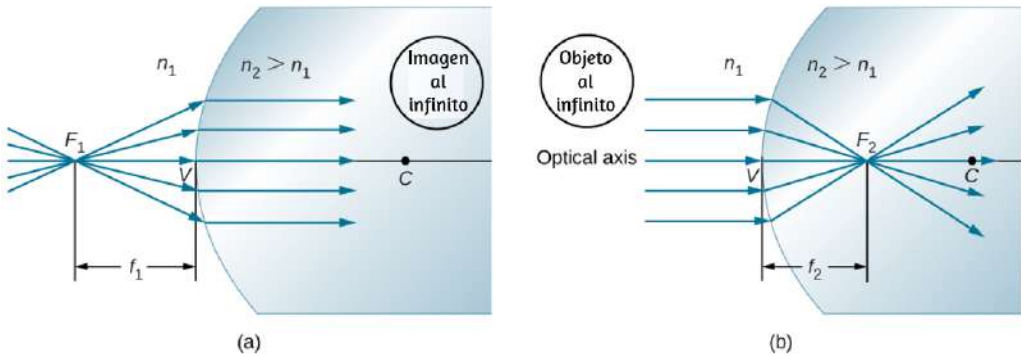 Imagen
al
infinito
n₁
n₂ > n₁
F₁
V
C
f₁
(a)
Objeto
al
infinito
n₁
n₂ > n₁
F₂
Optical axis
V
C
f₂
(b)